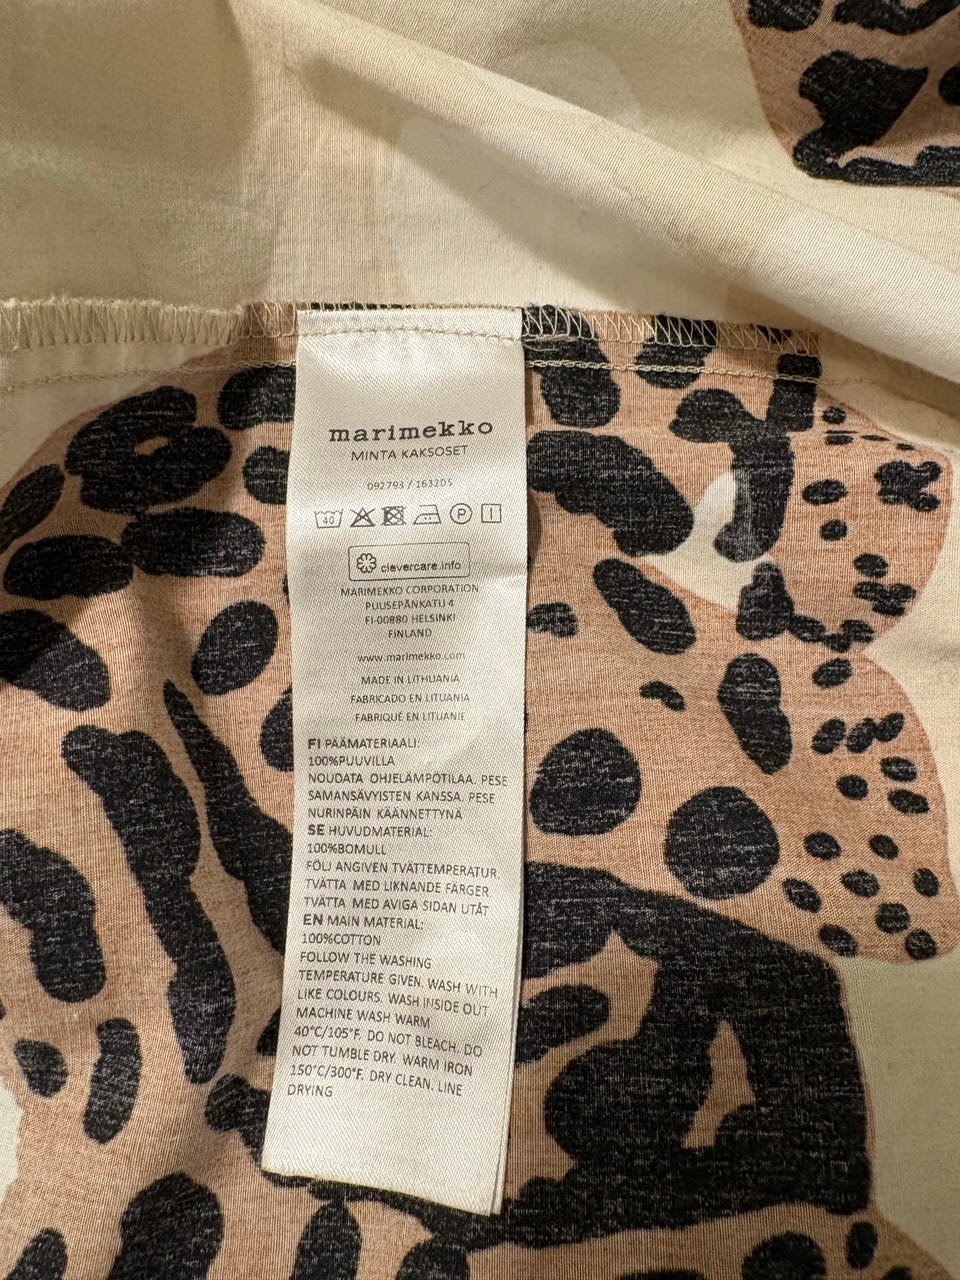 marimekko
MINTA KAKSOSET
092793 / 163205
40 P
clevercare.info
MARIMEKKO CORPORATION
PUUSEPÄNKATU 4
FI-00880 HELSINKI
FINLAND
www.marimekko.com
MADE IN LITHUANIA
FABRICADO EN LITUANIA
FABRIQUÉ EN LITUANIE
FI PÄÄMATERIAALI:
100%PUUVILLA
NOUDATA OHJELÄMPÖTILAA. PESE
SAMANSÄVYISTEN KANSSA. PESE
NURINPÄIN KÄÄNNETTYNÄ
SE HUVUDMATERIAL:
100%BOMULL
FÖLJ ANGIVEN TVÄTTEMPERATUR.
TVÄTTA MED LIKNANDE FÄRGER
TVÄTTA MED AVIGA SIDAN UTÅT
EN MAIN MATERIAL:
100%COTTON
FOLLOW THE WASHING
TEMPERATURE GIVEN. WASH WITH
LIKE COLOURS. WASH INSIDE OUT
MACHINE WASH WARM
40°C/105°F. DO NOT BLEACH. DO
NOT TUMBLE DRY. WARM IRON
150°C/300°F. DRY CLEAN. LINE
DRYING